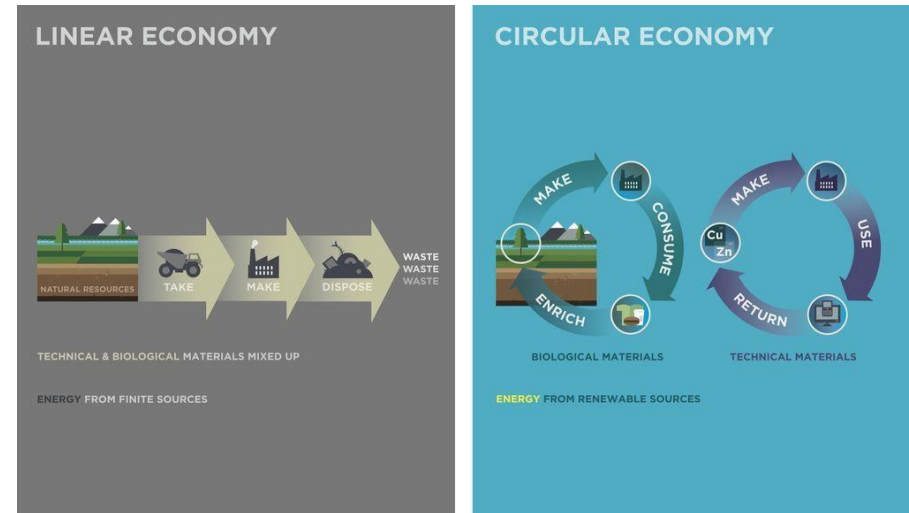 LINEAR ECONOMY
NATURAL RESOURCES
TAKE
MAKE
DISPOSE
WASTE
WASTE
WASTE
TECHNICAL & BIOLOGICAL MATERIALS MIXED UP
ENERGY FROM FINITE SOURCES
CIRCULAR ECONOMY
MAKE
CONSUME
ENRICH
BIOLOGICAL MATERIALS
MAKE
USE
RETURN
Cu
Zn
TECHNICAL MATERIALS
ENERGY FROM RENEWABLE SOURCES